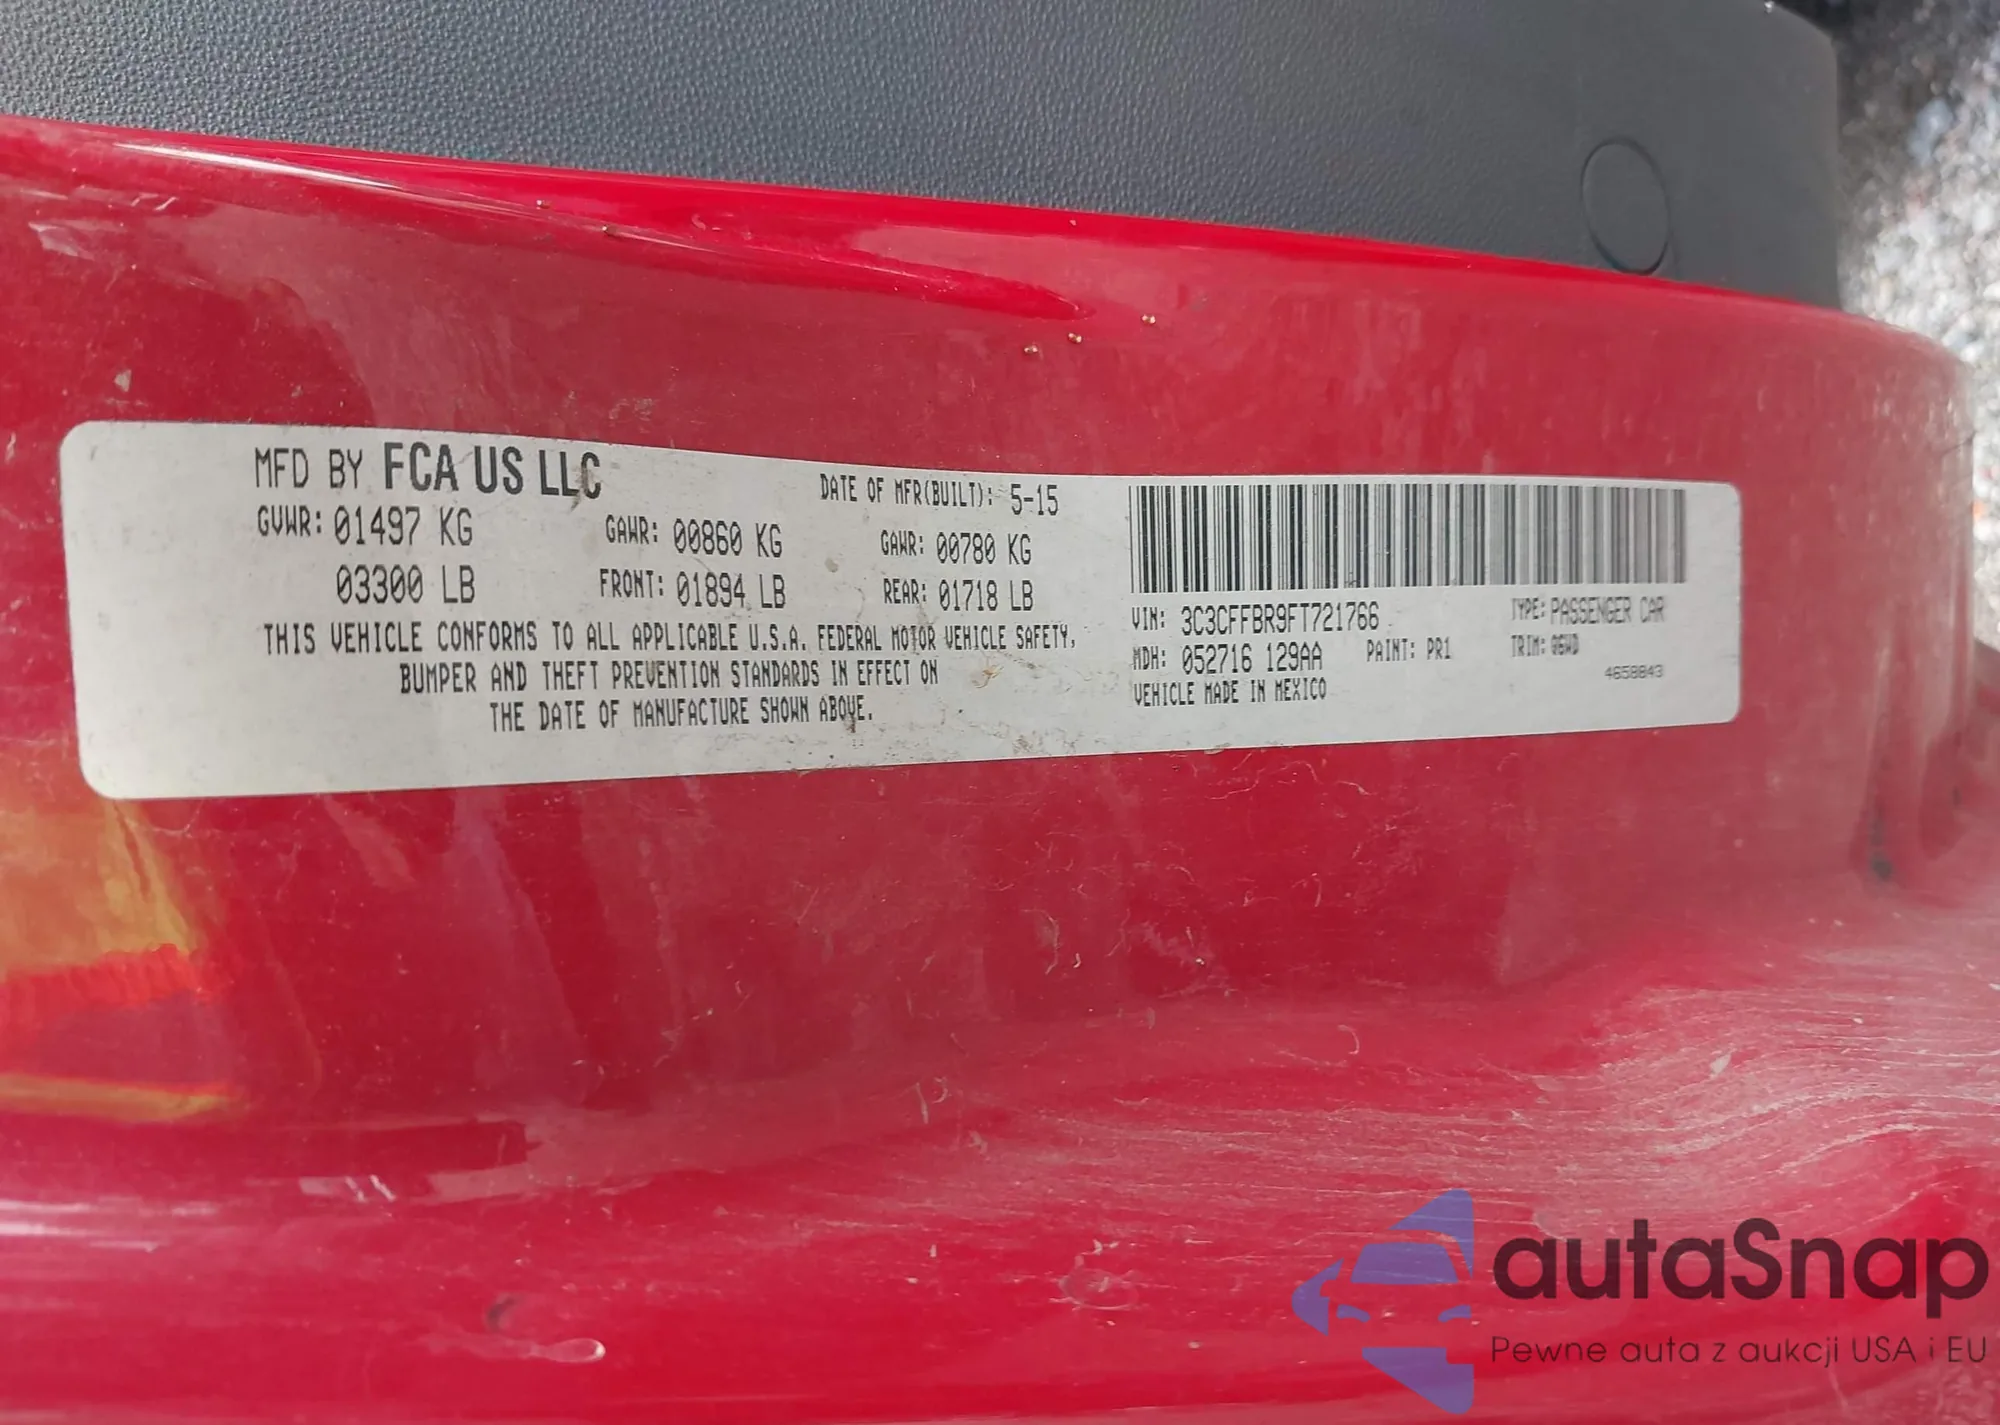 MFD BY FCA US LLC
DATE OF MFR(BUILT): 5-15
GVWR: 01497 KG GAWR: 00860 KG GAWR: 00780 KG
03300 LB FRONT: 01894 LB REAR: 01718 LB
THIS VEHICLE CONFORMS TO ALL APPLICABLE U.S.A. FEDERAL MOTOR VEHICLE SAFETY,
BUMPER AND THEFT PREVENTION STANDARDS IN EFFECT ON
THE DATE OF MANUFACTURE SHOWN ABOVE.
VIN: 3C3CFFBR9FT721766 TYPE: PASSENGER CAR
MDH: 052716 129AA PAINT: PR1 TRIM:
VEHICLE MADE IN MEXICO 4658843
autaSnap
Pewne auta z aukcji USA i EU